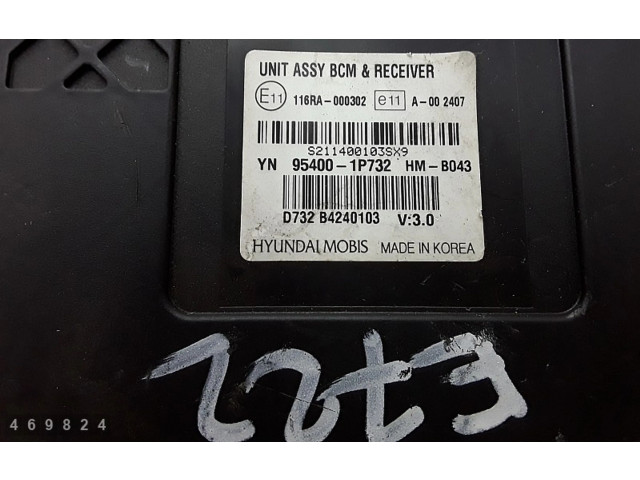 UNIT ASSY BCM & RECEIVER
E11 116RA-000302 e11 A-00 2407
S211400103SX9
YN 95400-1P732 HM-B043
D732 B4240103 V:3.0
HYUNDAI MOBIS MADE IN KOREA
E722
469824